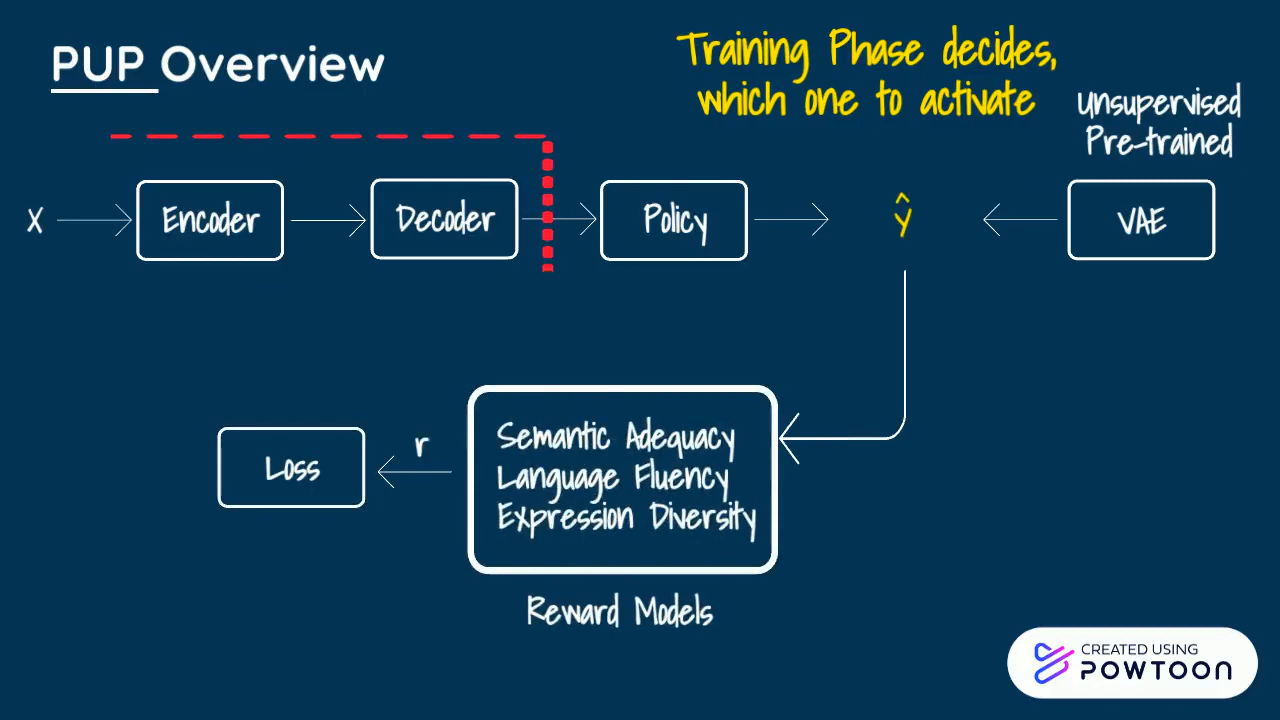 PUP Overview
Training Phase decides,
which one to activate
Unsupervised
Pre-trained
X
Encoder
Decoder
Policy
ŷ
VAE
Semantic Adequacy
Language Fluency
Expression Diversity
r
Loss
Reward Models
CREATED USING
POWTOON